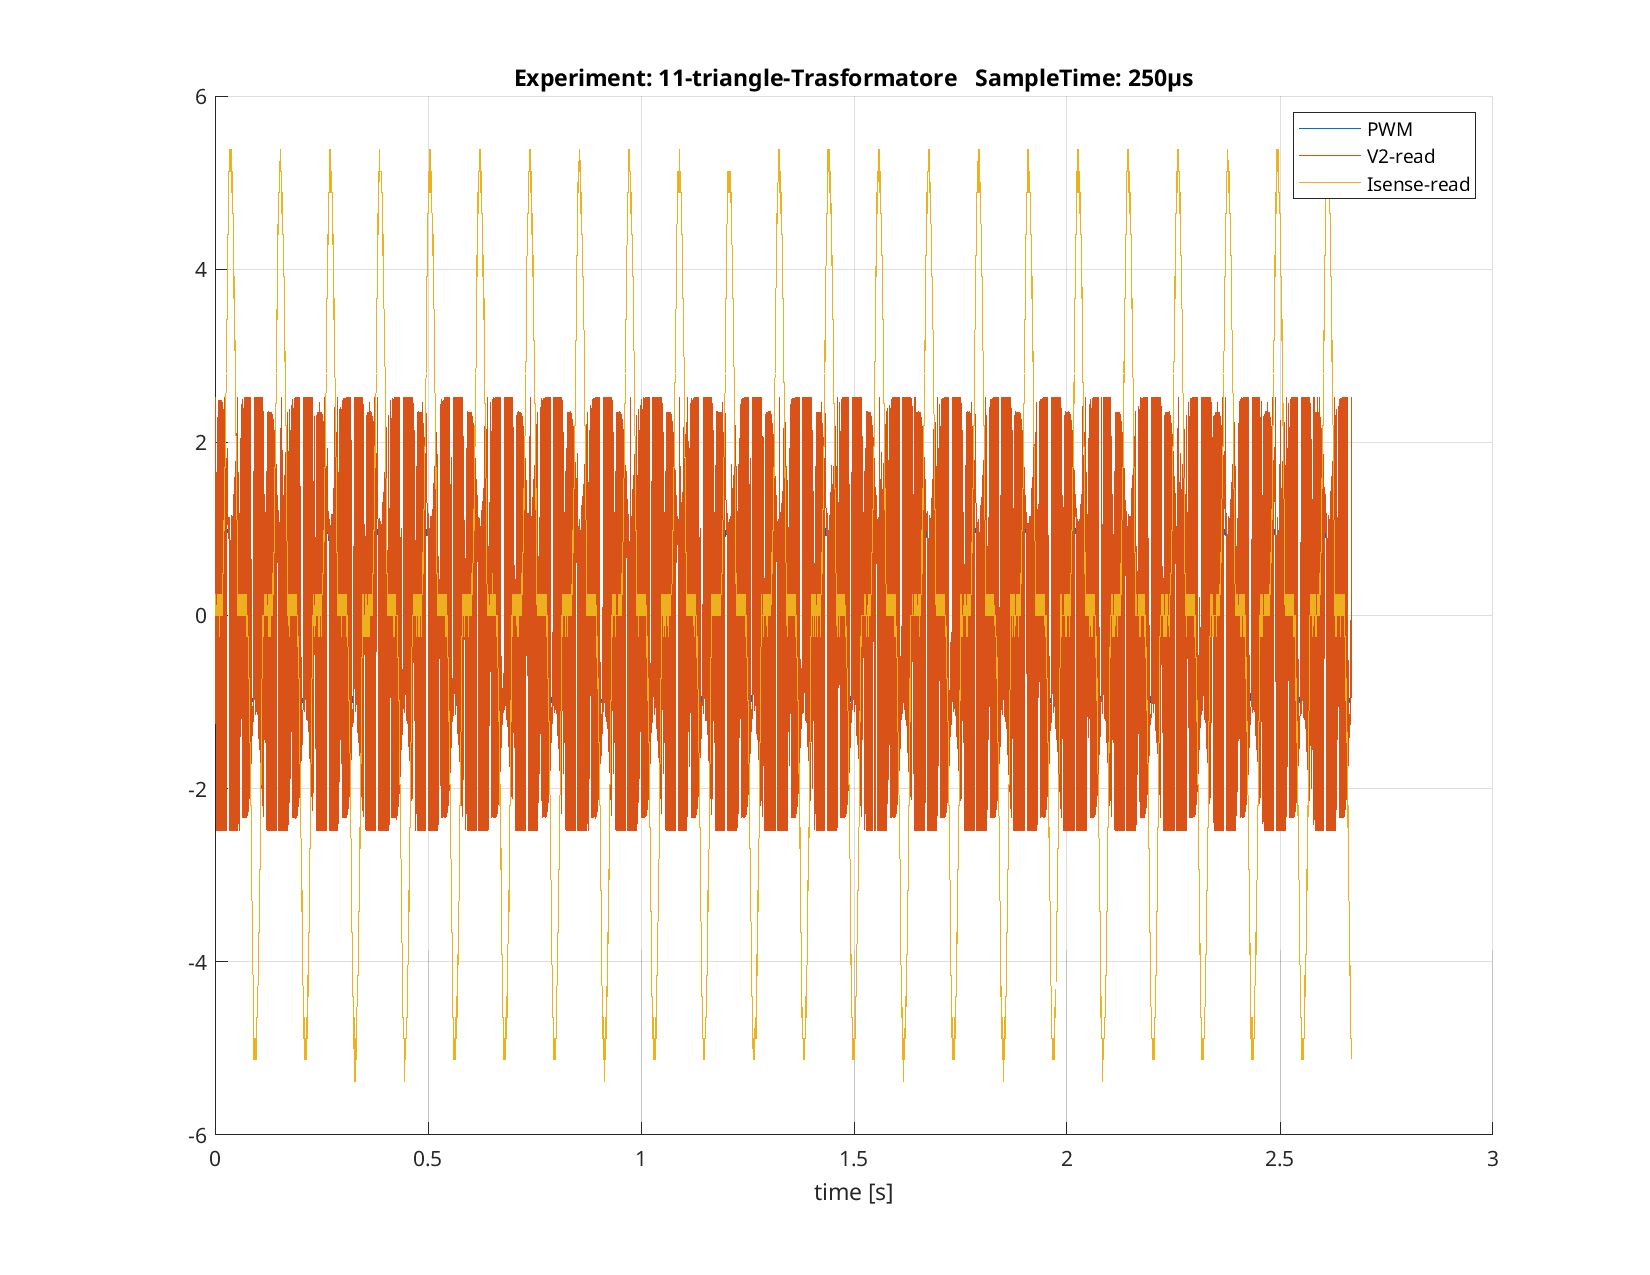 Experiment: 11-triangle-Trasformatore   SampleTime: 250µs
PWM
V2-read
Isense-read
6
4
2
0
-2
-4
-6
0
0.5
1
1.5
2
2.5
3
time [s]